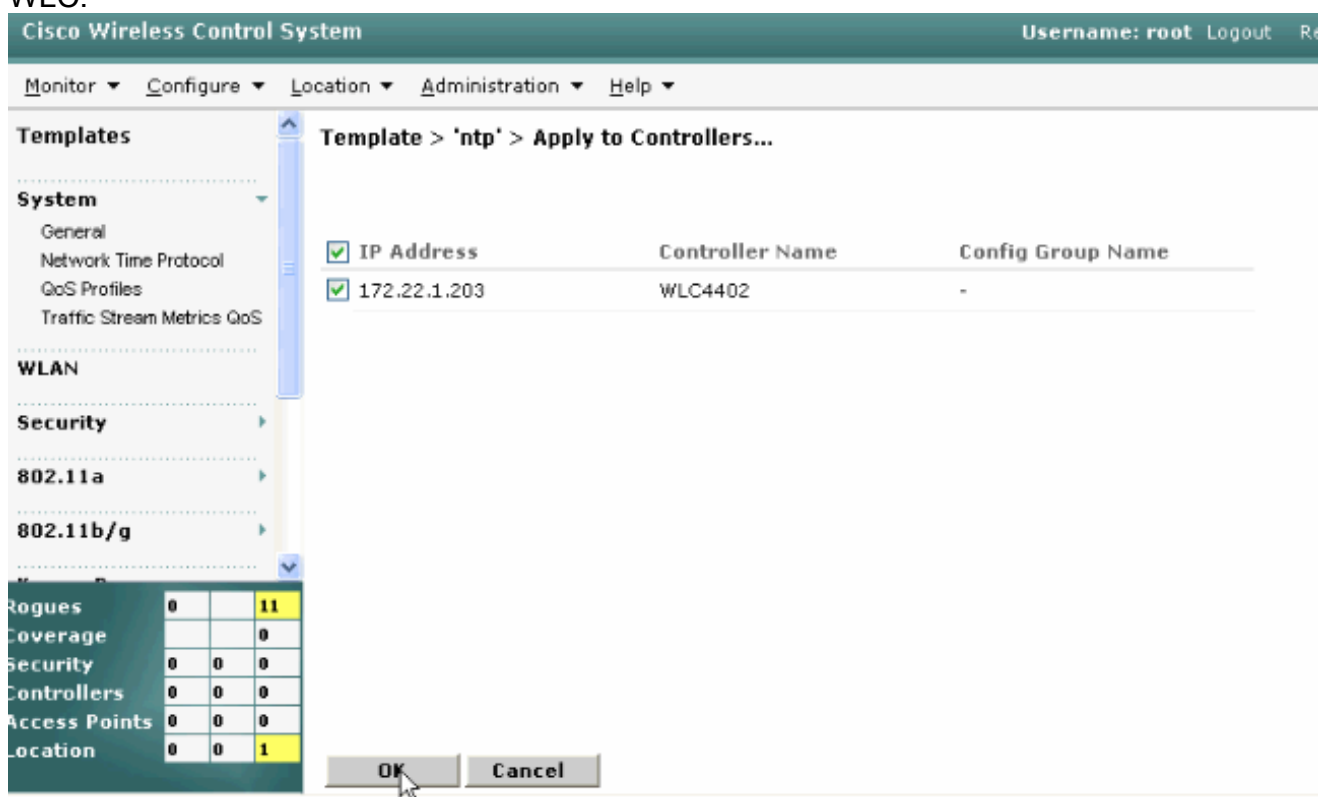 WLC.
Cisco Wireless Control System Username: root Logout Re
Monitor Configure Location Administration Help
Templates
Template > 'ntp' > Apply to Controllers...
System
General
Network Time Protocol
QoS Profiles
Traffic Stream Metrics QoS
WLAN
Security
802.11a
802.11b/g
IP Address Controller Name Config Group Name
172.22.1.203 WLC4402 -
Rogues 0 11
Coverage 0
Security 0 0 0
Controllers 0 0 0
Access Points 0 0 0
Location 0 0 1
OK Cancel